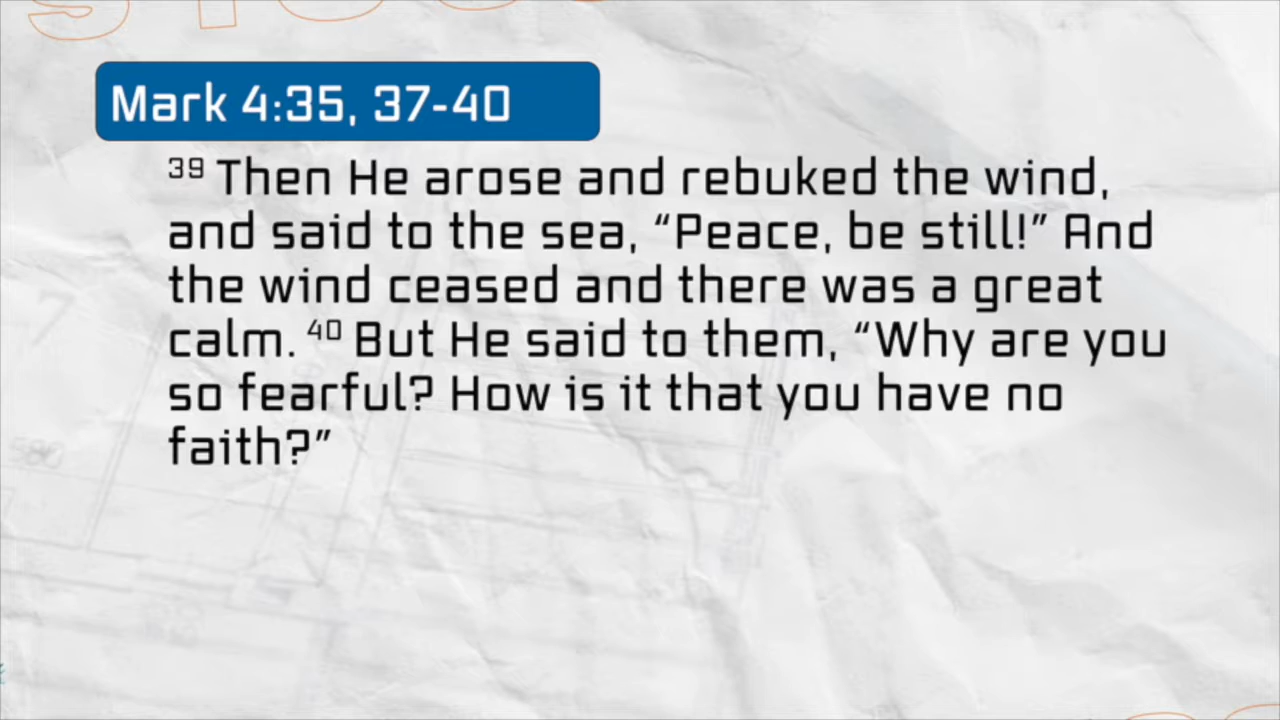 Mark 4:35, 37-40
39 Then He arose and rebuked the wind,
and said to the sea, “Peace, be still!” And
the wind ceased and there was a great
calm. 40 But He said to them, “Why are you
so fearful? How is it that you have no
faith?”
7
580